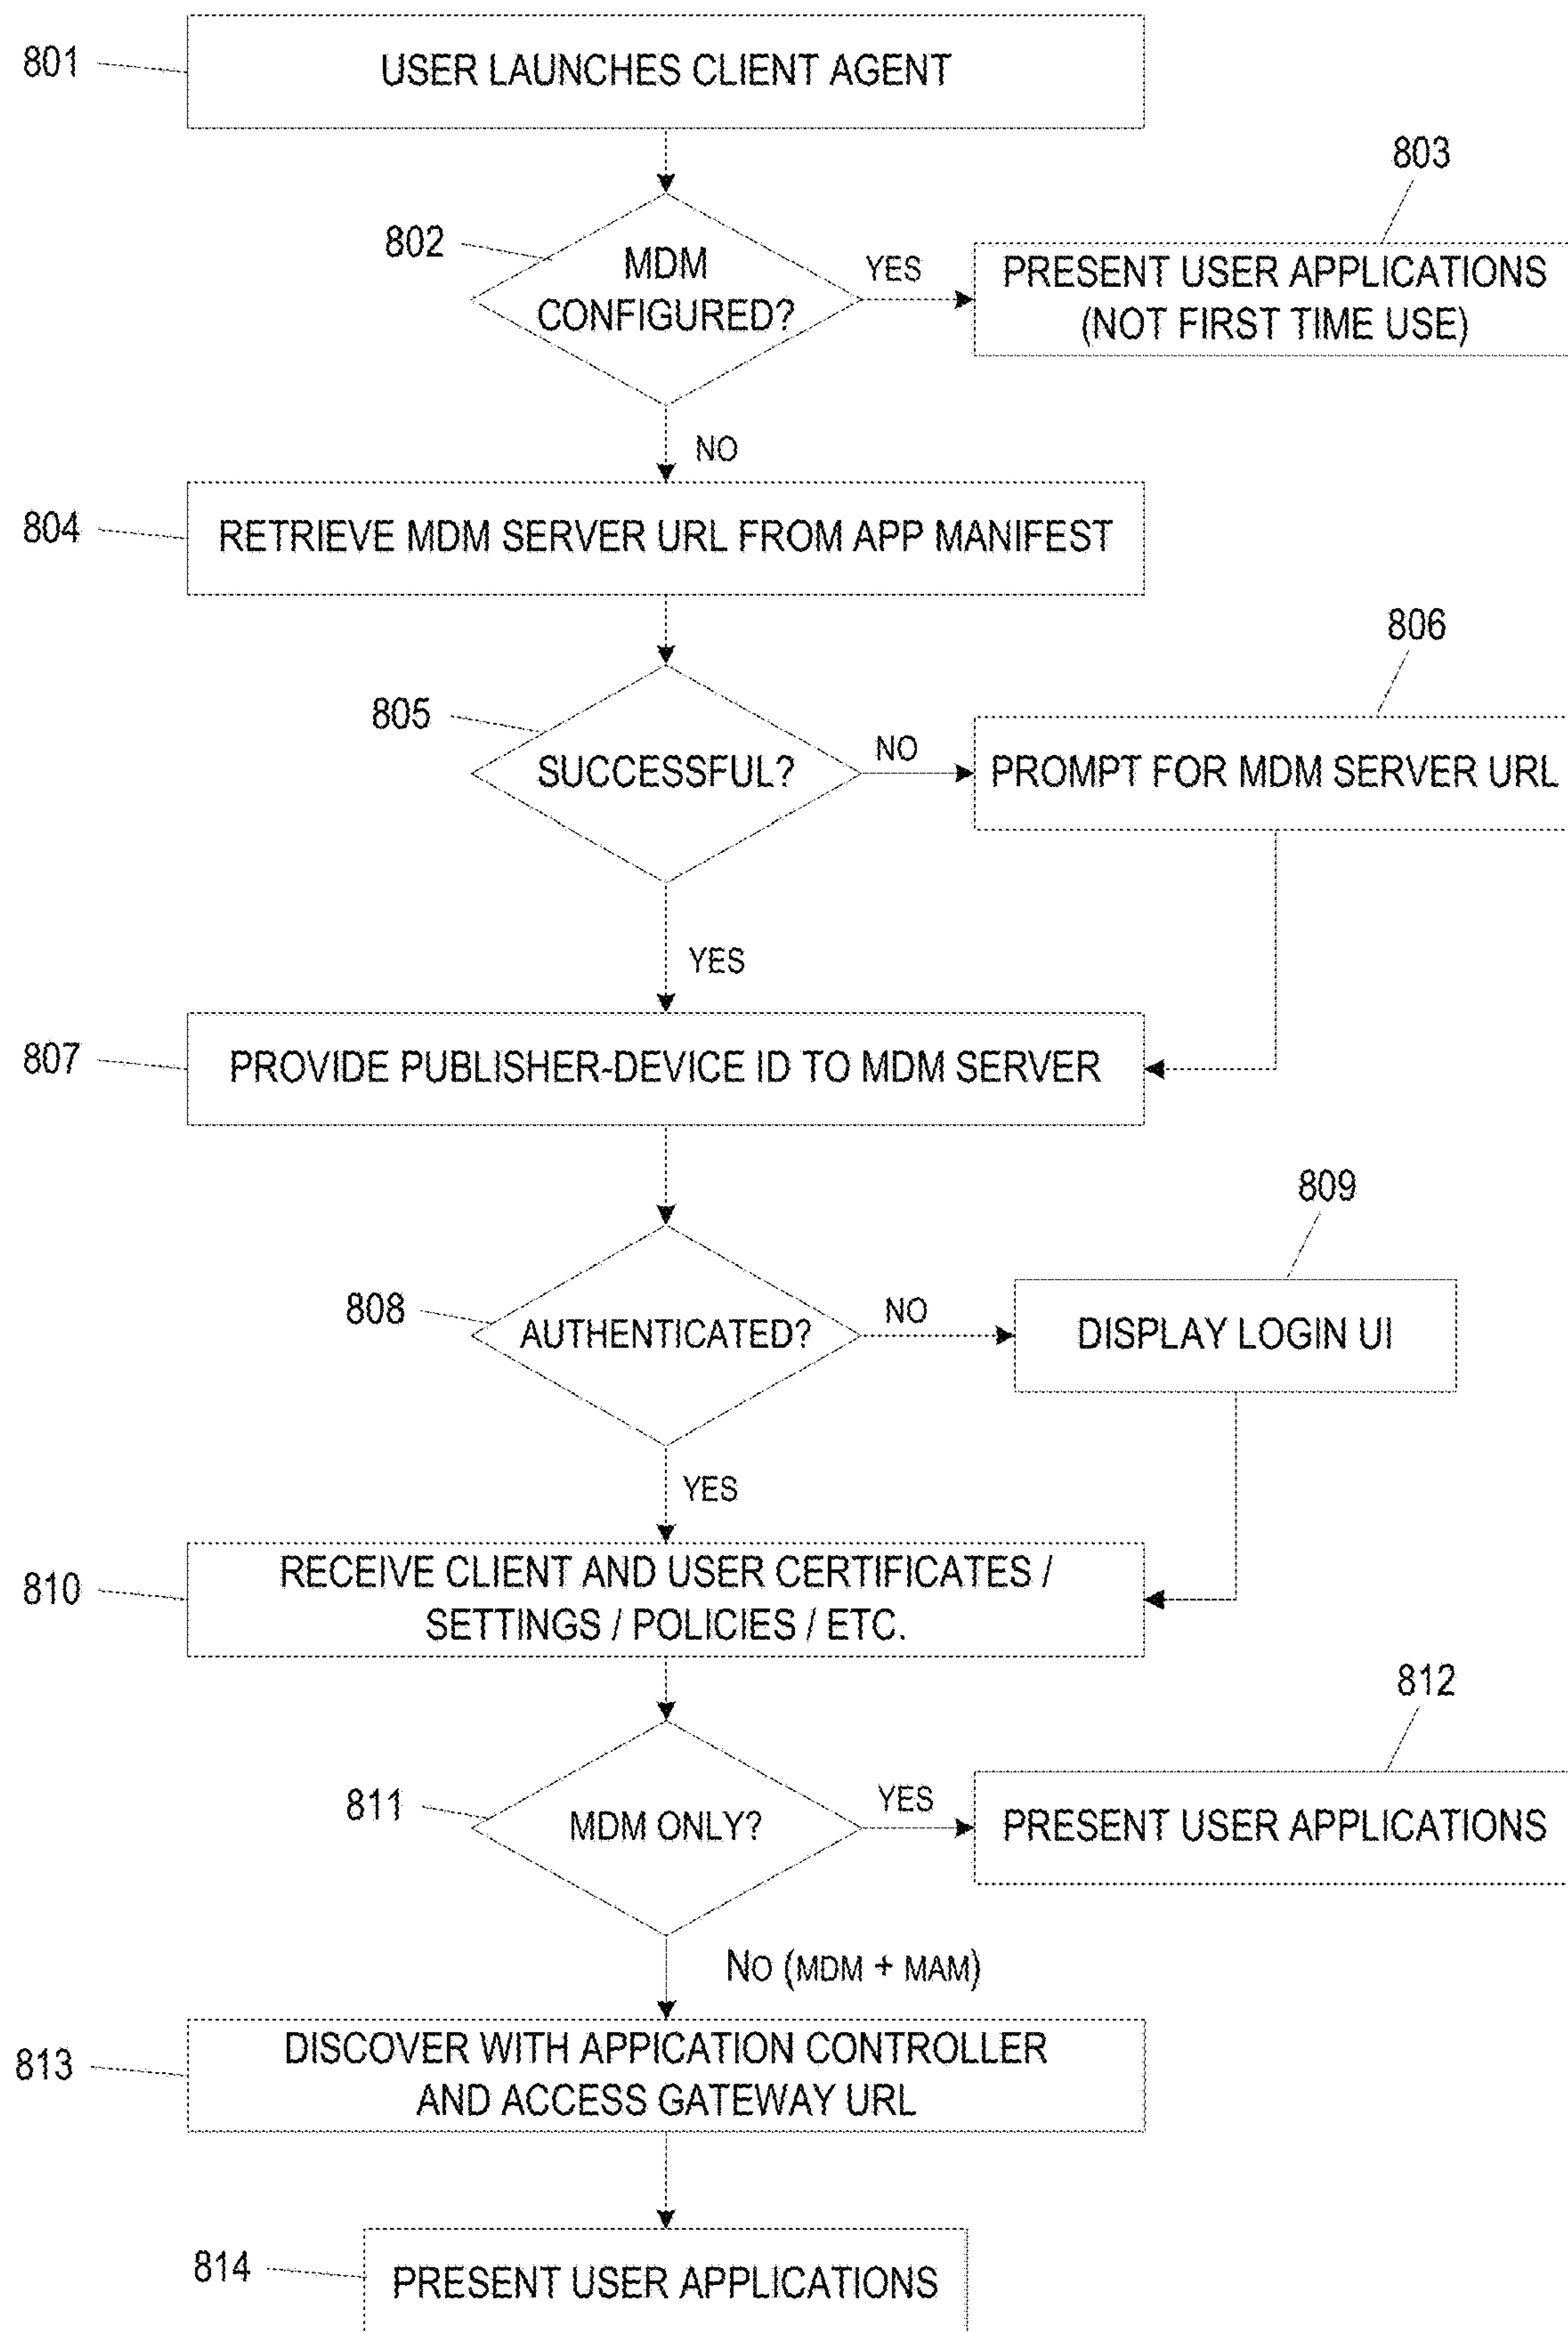 801
USER LAUNCHES CLIENT AGENT
803
802
MDM
CONFIGURED?
YES
PRESENT USER APPLICATIONS
(NOT FIRST TIME USE)
NO
804
RETRIEVE MDM SERVER URL FROM APP MANIFEST
806
805
SUCCESSFUL?
NO
PROMPT FOR MDM SERVER URL
YES
807
PROVIDE PUBLISHER-DEVICE ID TO MDM SERVER
809
808
AUTHENTICATED?
NO
DISPLAY LOGIN UI
YES
810
RECEIVE CLIENT AND USER CERTIFICATES /
SETTINGS / POLICIES / ETC.
812
811
MDM ONLY?
YES
PRESENT USER APPLICATIONS
NO (MDM + MAM)
813
DISCOVER WITH APPICATION CONTROLLER
AND ACCESS GATEWAY URL
814
PRESENT USER APPLICATIONS